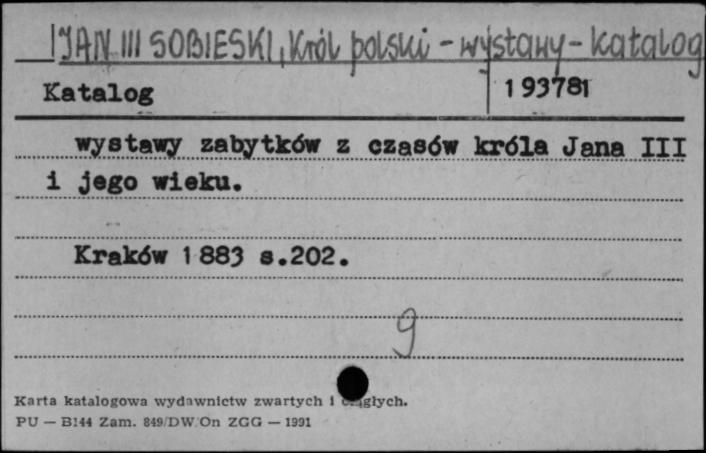 JAN III SOBIESKI, Król polski - wystawy - katalog
Katalog
193781
wystawy zabytków z czasów króla Jana III
i jego wieku.
Kraków 1883 s.202.
9
Karta katalogowa wydawnictw zwartych i ciągłych.
PU — B144 Zam. 849/DW/On ZGG — 1991